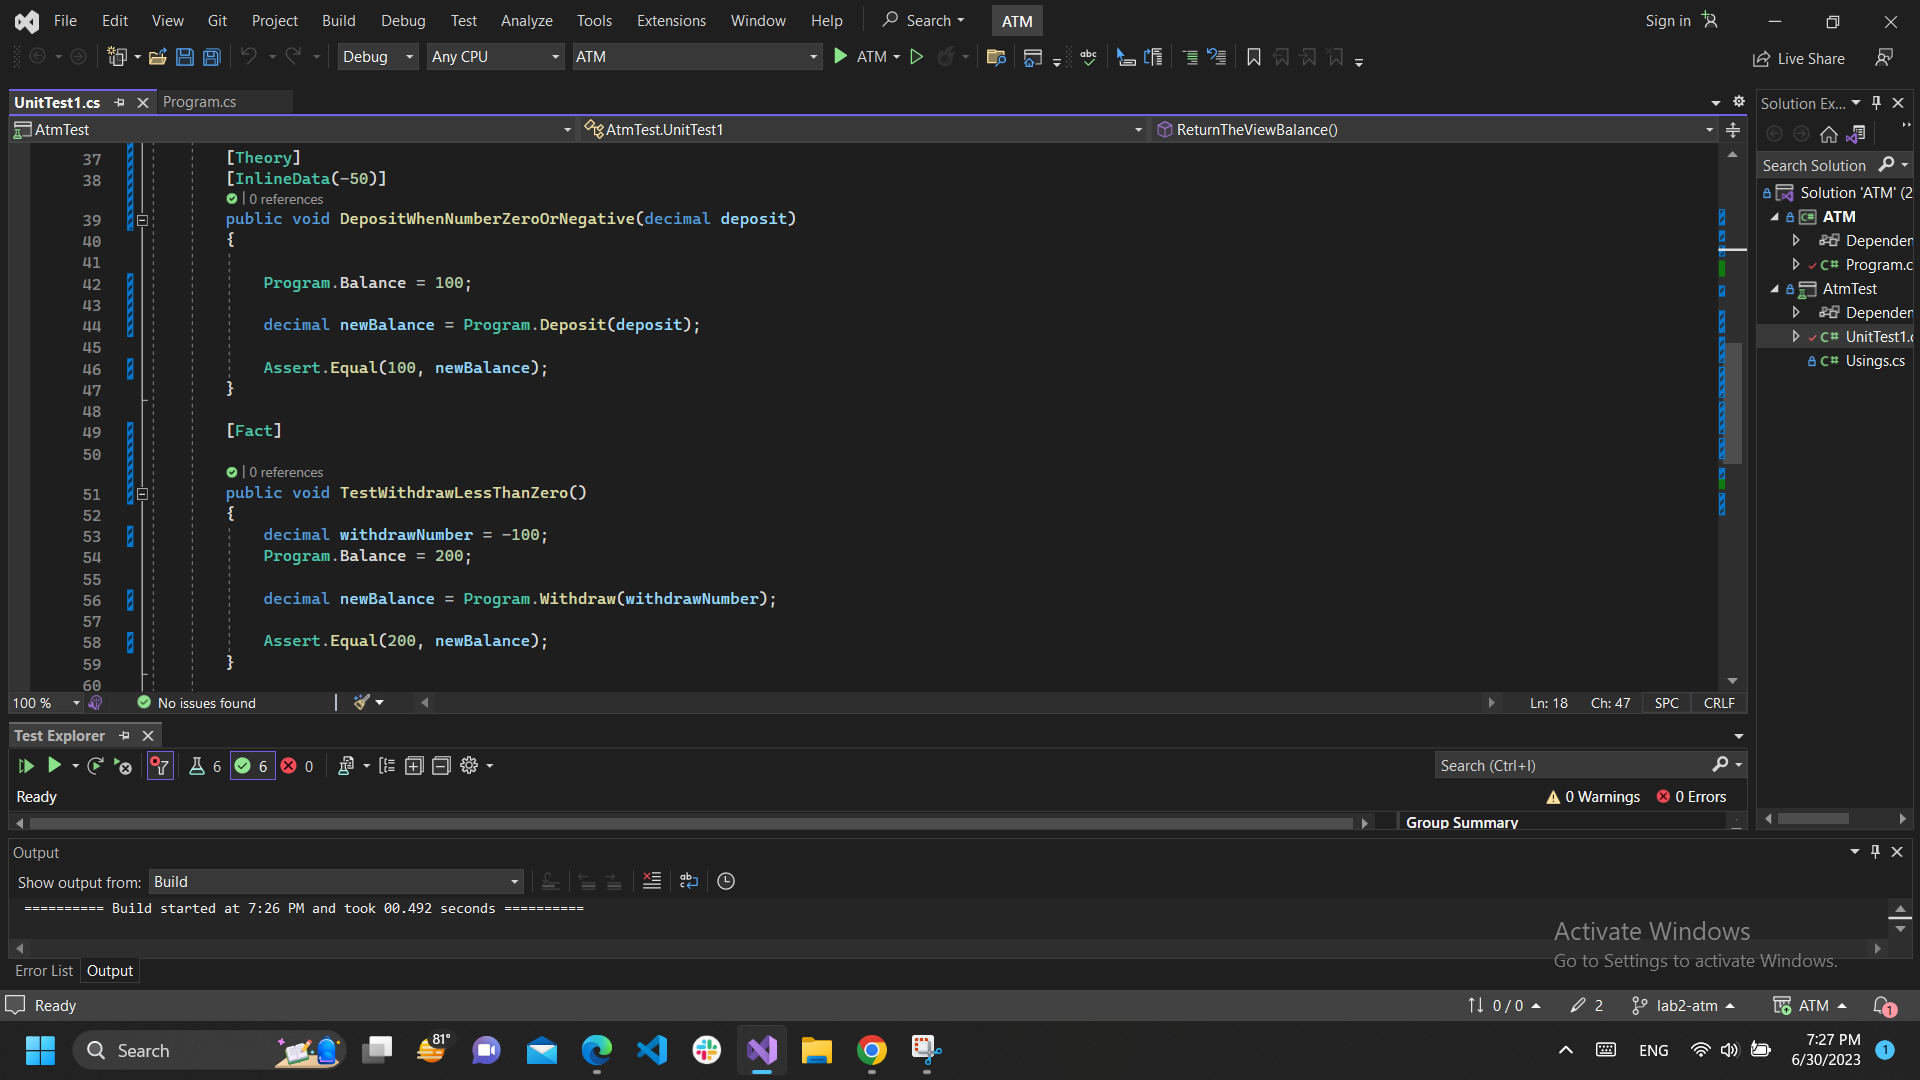 File Edit View Git Project Build Debug Test Analyze Tools Extensions Window Help Search ATM Sign in
Debug Any CPU ATM ATM Live Share
UnitTest1.cs Program.cs
AtmTest AtmTest.UnitTest1 ReturnTheViewBalance()
37 [Theory]
38 [InlineData(-50)]
0 references
39 public void DepositWhenNumberZeroOrNegative(decimal deposit)
40 {
41
42 Program.Balance = 100;
43
44 decimal newBalance = Program.Deposit(deposit);
45
46 Assert.Equal(100, newBalance);
47 }
48
49 [Fact]
50
0 references
51 public void TestWithdrawLessThanZero()
52 {
53 decimal withdrawNumber = -100;
54 Program.Balance = 200;
55
56 decimal newBalance = Program.Withdraw(withdrawNumber);
57
58 Assert.Equal(200, newBalance);
59 }
60
100 % No issues found Ln: 18 Ch: 47 SPC CRLF
Solution Ex...
Search Solution
Solution 'ATM' (2
C# ATM
Dependen
C# Program.c
AtmTest
Dependen
C# UnitTest1.c
C# Usings.cs
Test Explorer
6 6 0 Search (Ctrl+I)
Ready 0 Warnings 0 Errors
Group Summary
Output
Show output from: Build
========== Build started at 7:26 PM and took 00.492 seconds ==========
Activate Windows
Go to Settings to activate Windows.
Error List Output
Ready 0 / 0 2 lab2-atm ATM 1
Search 81° ENG 7:27 PM
6/30/2023 1